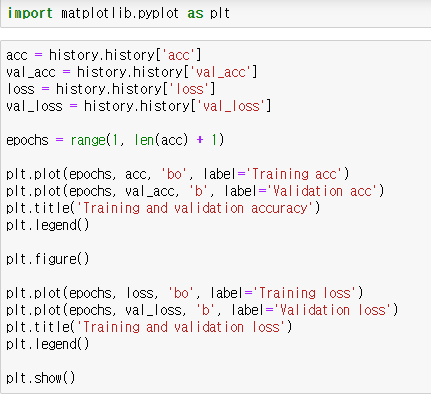 import matplotlib.pyplot as plt
acc = history.history['acc']
val_acc = history.history['val_acc']
loss = history.history['loss']
val_loss = history.history['val_loss']
epochs = range(1, len(acc) + 1)
plt.plot(epochs, acc, 'bo', label='Training acc')
plt.plot(epochs, val_acc, 'b', label='Validation acc')
plt.title('Training and validation accuracy')
plt.legend()
plt.figure()
plt.plot(epochs, loss, 'bo', label='Training loss')
plt.plot(epochs, val_loss, 'b', label='Validation loss')
plt.title('Training and validation loss')
plt.legend()
plt.show()